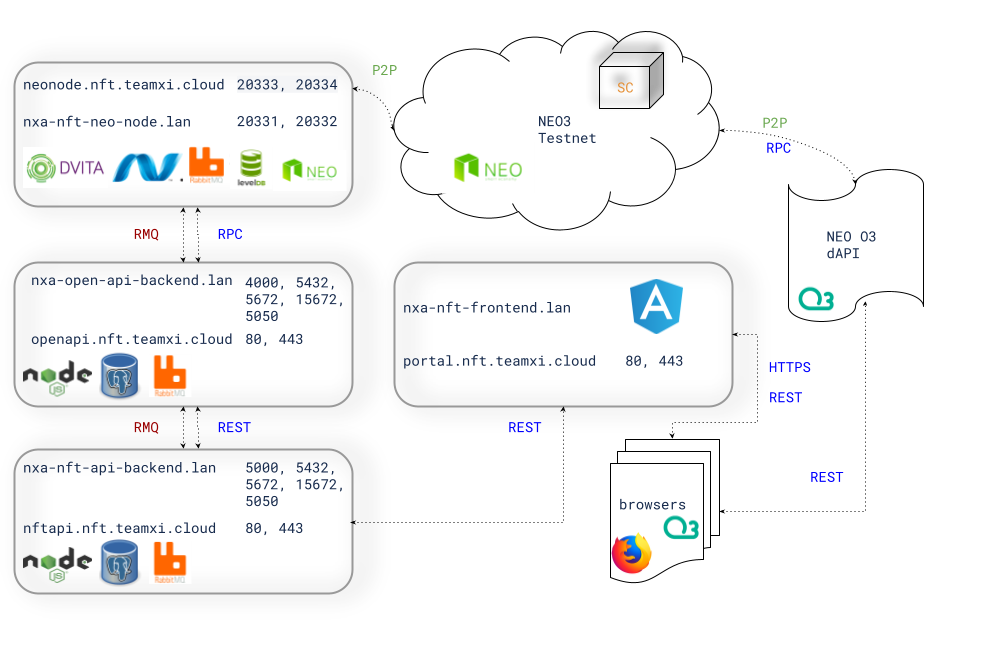 neonode.nft.teamxi.cloud 20333, 20334
nxa-nft-neo-node.lan 20331, 20332
DVITA
RabbitMQ
levelDB
NEO
P2P
SC
NEO3
Testnet
NEO
P2P
RPC
NEO O3
dAPI
RMQ
RPC
nxa-open-api-backend.lan 4000, 5432,
5672, 15672,
5050
openapi.nft.teamxi.cloud 80, 443
node
JS
RabbitMQ
nxa-nft-frontend.lan
A
portal.nft.teamxi.cloud 80, 443
HTTPS
REST
RMQ
REST
REST
nxa-nft-api-backend.lan 5000, 5432,
5672, 15672,
5050
nftapi.nft.teamxi.cloud 80, 443
node
JS
RabbitMQ
browsers
REST